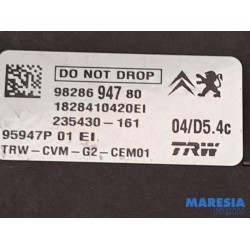 DO NOT DROP
98286 947 80
1828410420EI
235430-161
04/D5.4c
95947P 01 EI
TRW-CVM-G2-CEM01
TRW
MARESIA